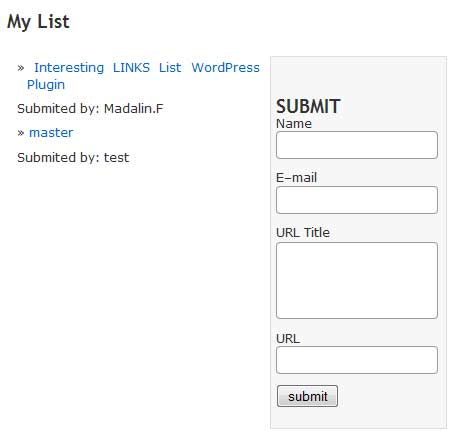 My List
» Interesting LINKS List WordPress
Plugin
Submited by: Madalin.F
» master
Submited by: test
SUBMIT
Name
E-mail
URL Title
URL
submit